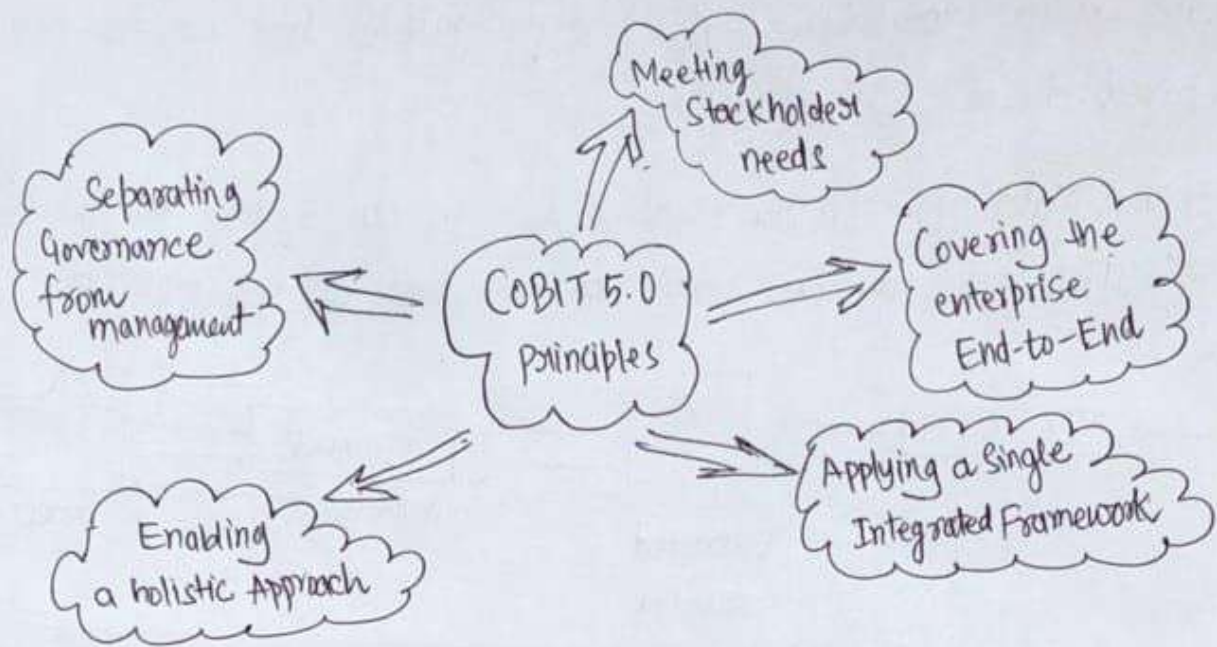 Meeting
Stackholder
needs
Separating
Governance
from
management
COBIT 5.0
principles
Covering the
enterprise
End-to-End
Applying a Single
Integrated Framework
Enabling
a holistic Approach